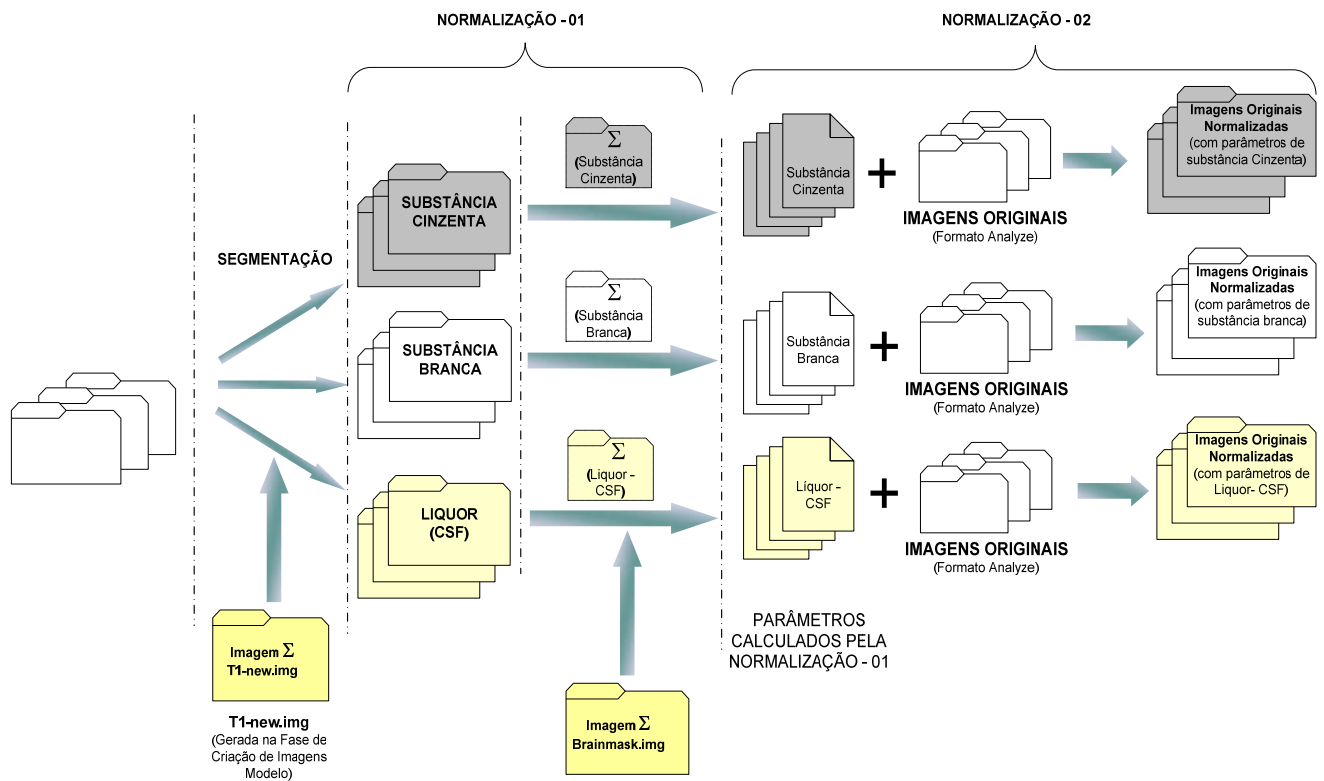 NORMALIZAÇÃO - 01
NORMALIZAÇÃO - 02
SEGMENTAÇÃO
SUBSTÂNCIA
CINZENTA
SUBSTÂNCIA
BRANCA
LIQUOR
(CSF)
Σ
(Substância
Cinzenta)
Σ
(Substância
Branca)
Σ
(Liquor –
CSF)
Imagem Σ
T1-new.img
T1-new.img
(Gerada na Fase de
Criação de Imagens
Modelo)
Imagem Σ
Brainmask.img
Substância
Cinzenta
+
IMAGENS ORIGINAIS
(Formato Analyze)
Imagens Originais
Normalizadas
(com parâmetros de
substância Cinzenta)
Substância
Branca
+
IMAGENS ORIGINAIS
(Formato Analyze)
Imagens Originais
Normalizadas
(com parâmetros de
substância branca)
Líquor –
CSF
+
IMAGENS ORIGINAIS
(Formato Analyze)
Imagens Originais
Normalizadas
(com parâmetros de
Liquor- CSF)
PARÂMETROS
CALCULADOS PELA
NORMALIZAÇÃO - 01